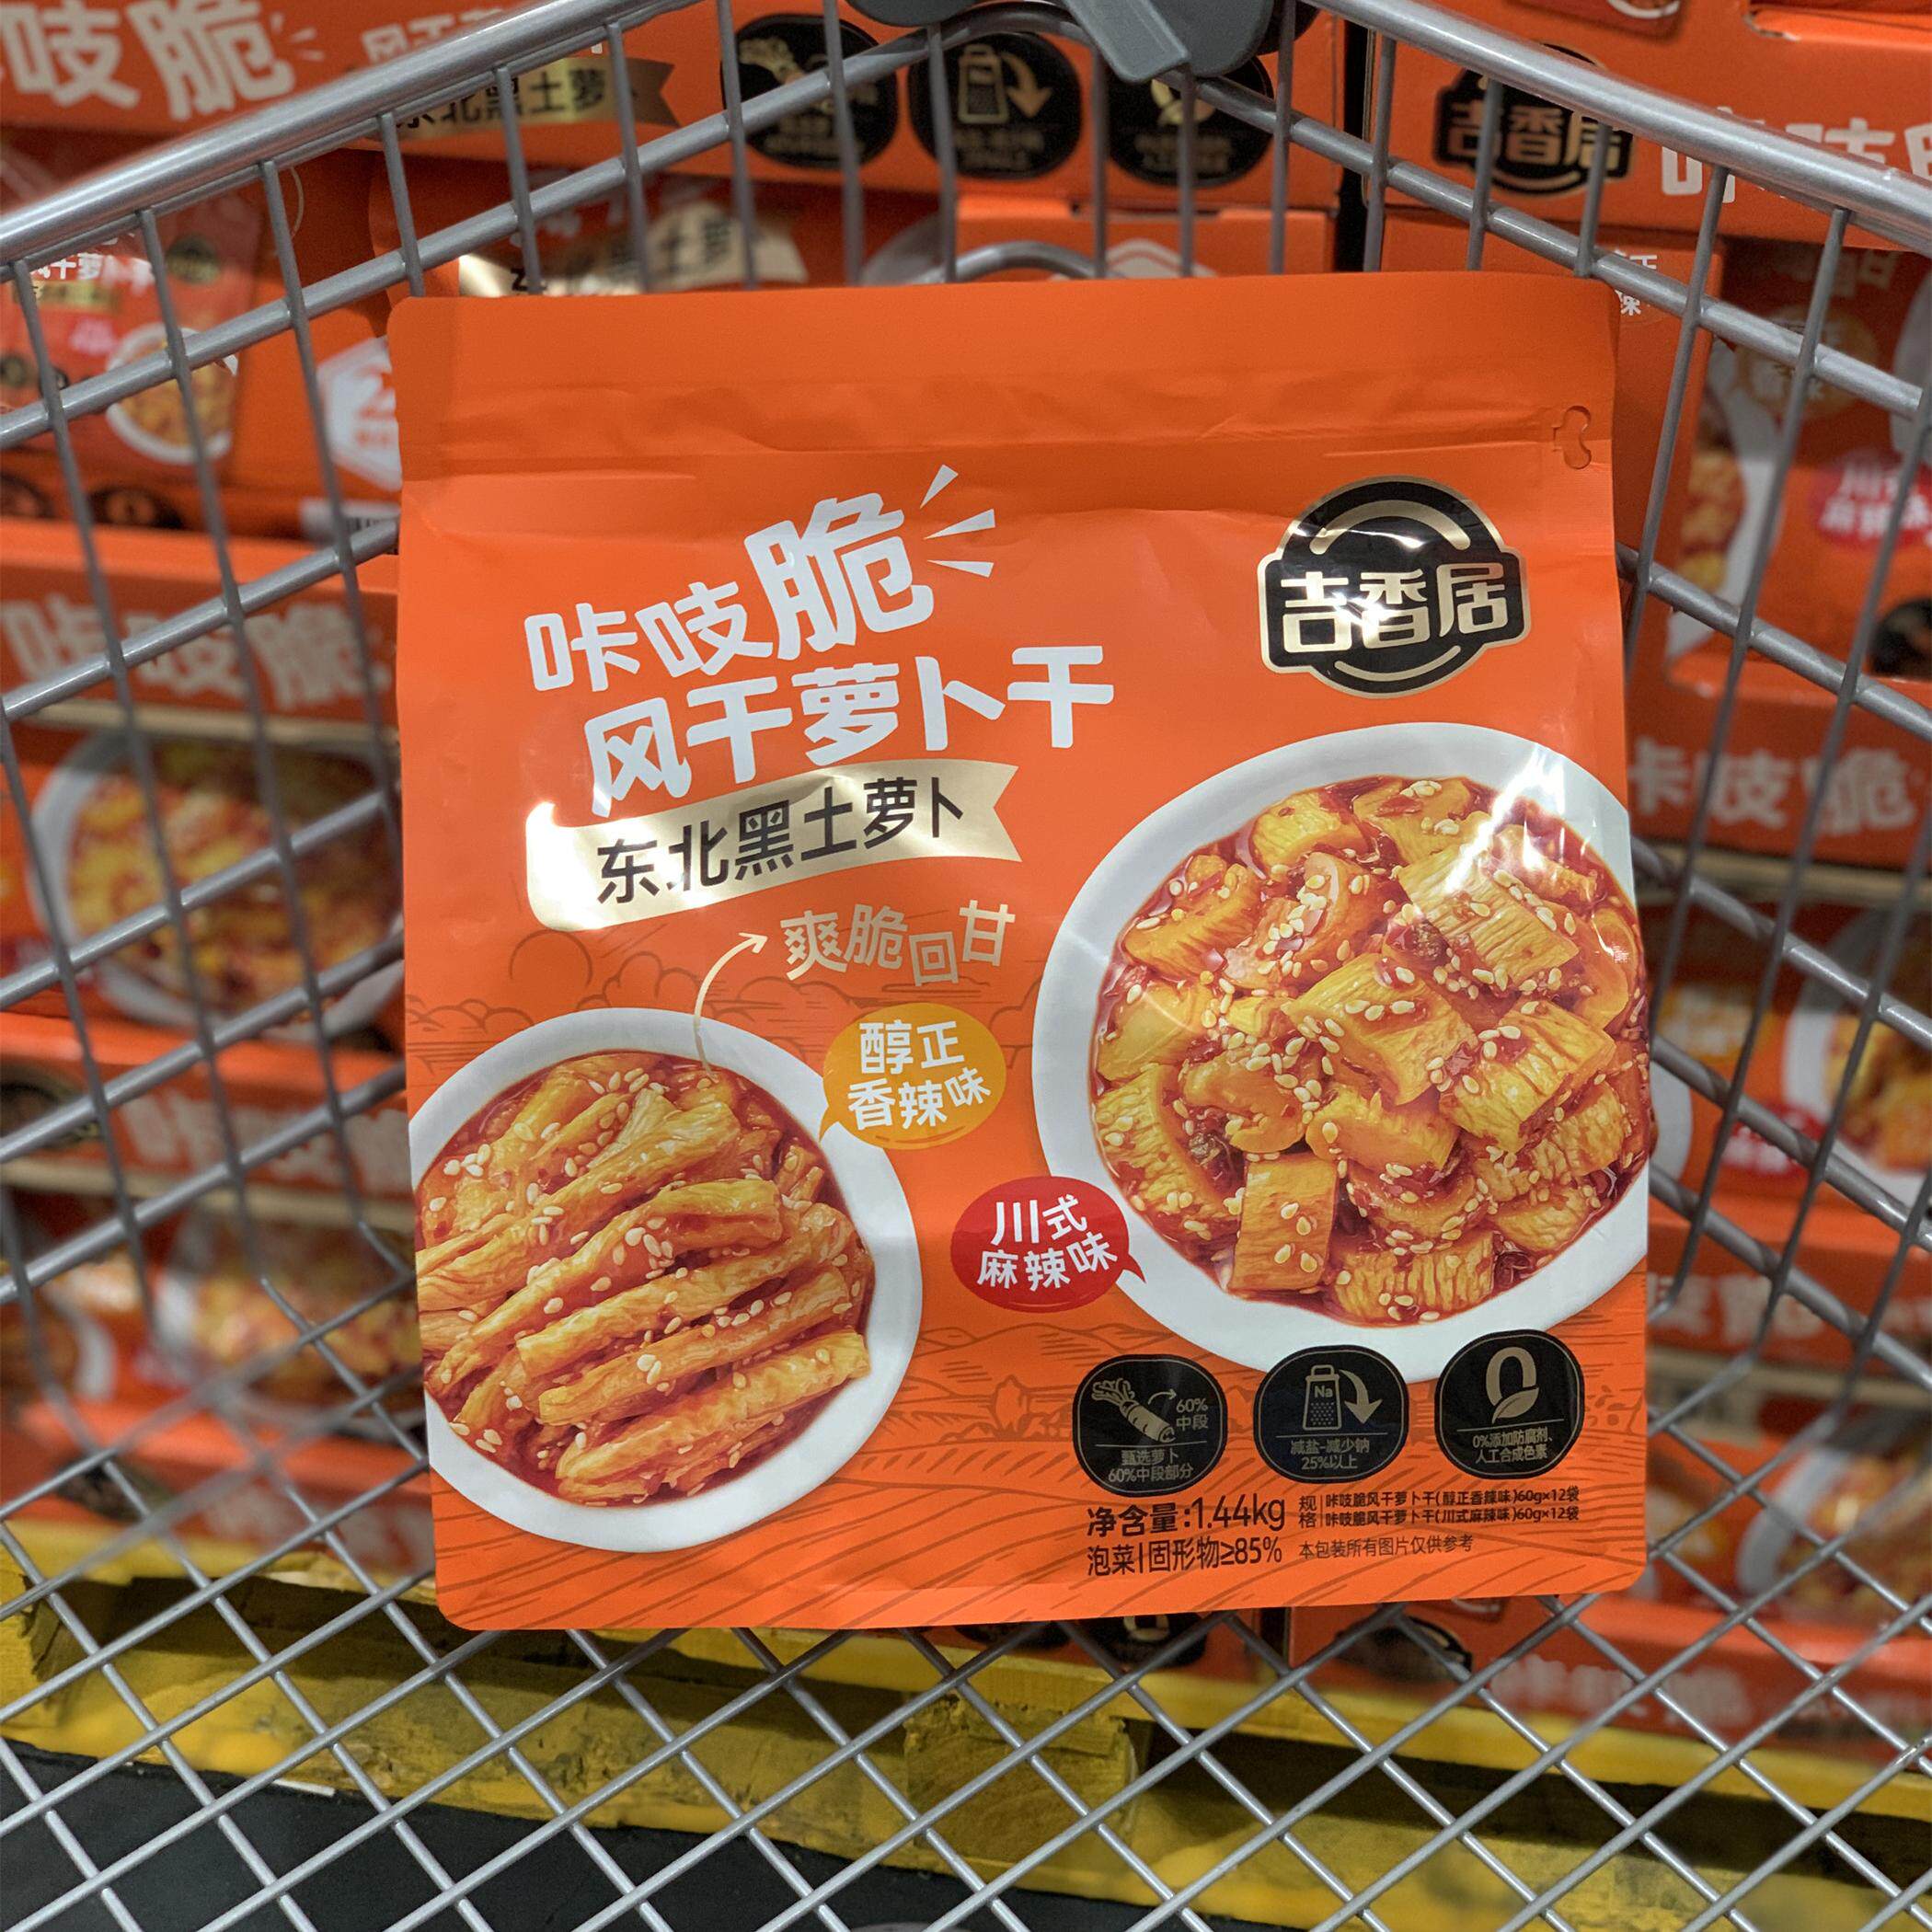 咔吱脆
吉香居
咔吱脆
风干萝卜干
东北黑土萝卜
爽脆回甘
醇正
香辣味
川式
麻辣味
60%
中段
甄选萝卜
60%中段部分
Na
减盐-减少钠
25%以上
0%添加防腐剂、
人工合成色素
净含量:1.44kg
规格
咔吱脆风干萝卜干(醇正香辣味)60g×12袋
咔吱脆风干萝卜干(川式麻辣味)60g×12袋
泡菜|固形物≥85%
本包装所有图片仅供参考